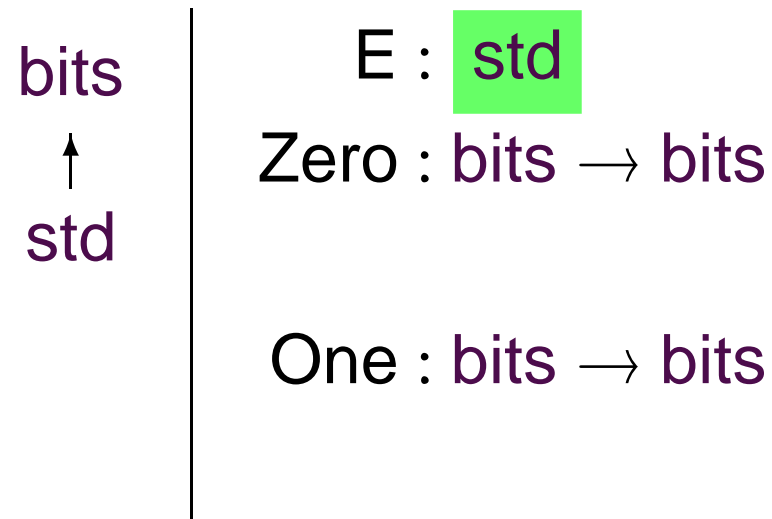 bits
↑
std
E : std
Zero : bits → bits
One : bits → bits